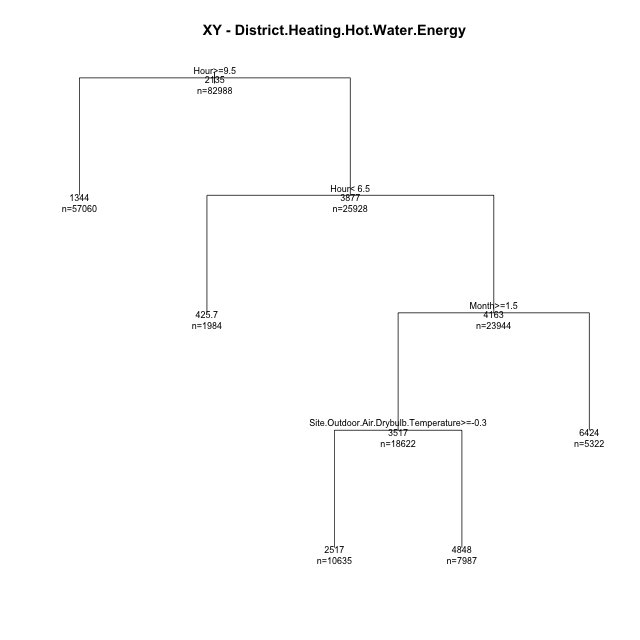 XY - District.Heating.Hot.Water.Energy
Hour>=9.5
2135
n=82988
1344
n=57060
Hour< 6.5
3877
n=25928
425.7
n=1984
Month>=1.5
4163
n=23944
Site.Outdoor.Air.Drybulb.Temperature>=-0.3
3517
n=18622
6424
n=5322
2517
n=10635
4848
n=7987